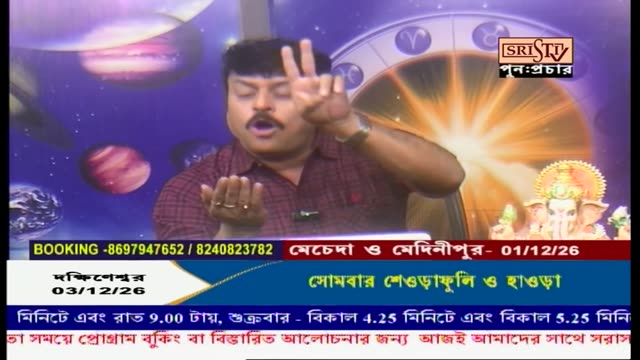 SRISTI TV
পুনঃপ্রচার
BOOKING -8697947652 / 8240823782
মেচেদা ও মেদিনীপুর- 01/12/26
দক্ষিণেশ্বর
03/12/26
সোমবার শেওড়াফুলি ও হাওড়া
মিনিটে এবং রাত 9.00 টায়, শুক্রবার - বিকাল 4.25 মিনিটে এবং বিকাল 5.25 মিনি
তা সময়ে প্রোগ্রাম বুকিং বা বিস্তারিত আলোচনার জন্য আজই আমাদের সাথে সরাস